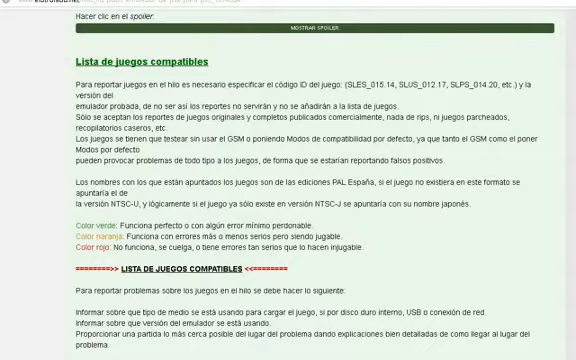 Hacer clic en el spoiler:
MOSTRAR SPOILER
Lista de juegos compatibles
Para reportar juegos en el hilo es necesario especificar el código ID del juego: (SLES_015.14, SLUS_012.17, SLPS_014.20, etc.) y la
versión del
emulador probada, de no ser así los reportes no servirán y no se añadirán a la lista de juegos.
Sólo se aceptan los reportes de juegos originales y completos publicados comercialmente, nada de rips, ni juegos parcheados,
recopilatorios caseros, etc.
Los juegos se tienen que testear sin usar el GSM o poniendo Modos de compatibilidad por defecto, ya que tanto el GSM como el poner
Modos por defecto
pueden provocar problemas de todo tipo a los juegos, de forma que se estarían reportando falsos positivos.
Los nombres con los que están apuntados los juegos son de las ediciones PAL España, si el juego no existiera en este formato se
apuntaría el de
la versión NTSC-U, y lógicamente si el juego ya sólo existe en versión NTSC-J se apuntaría con su nombre japonés.
Color verde: Funciona perfecto o con algún error mínimo perdonable.
Color naranja: Funciona con errores más o menos serios pero siendo jugable.
Color rojo: No funciona, se cuelga, o tiene errores tan serios que lo hacen injugable.
========>> LISTA DE JUEGOS COMPATIBLES <<========
Para reportar problemas sobre los juegos en el hilo se debe hacer lo siguiente:
Informar sobre que tipo de medio se está usando para cargar el juego, si por disco duro interno, USB o conexión de red.
Informar sobre que versión del emulador se está usando.
Proporcionar una partida lo más cerca posible del lugar del problema dando explicaciones bien detalladas de como llegar al lugar del
problema.